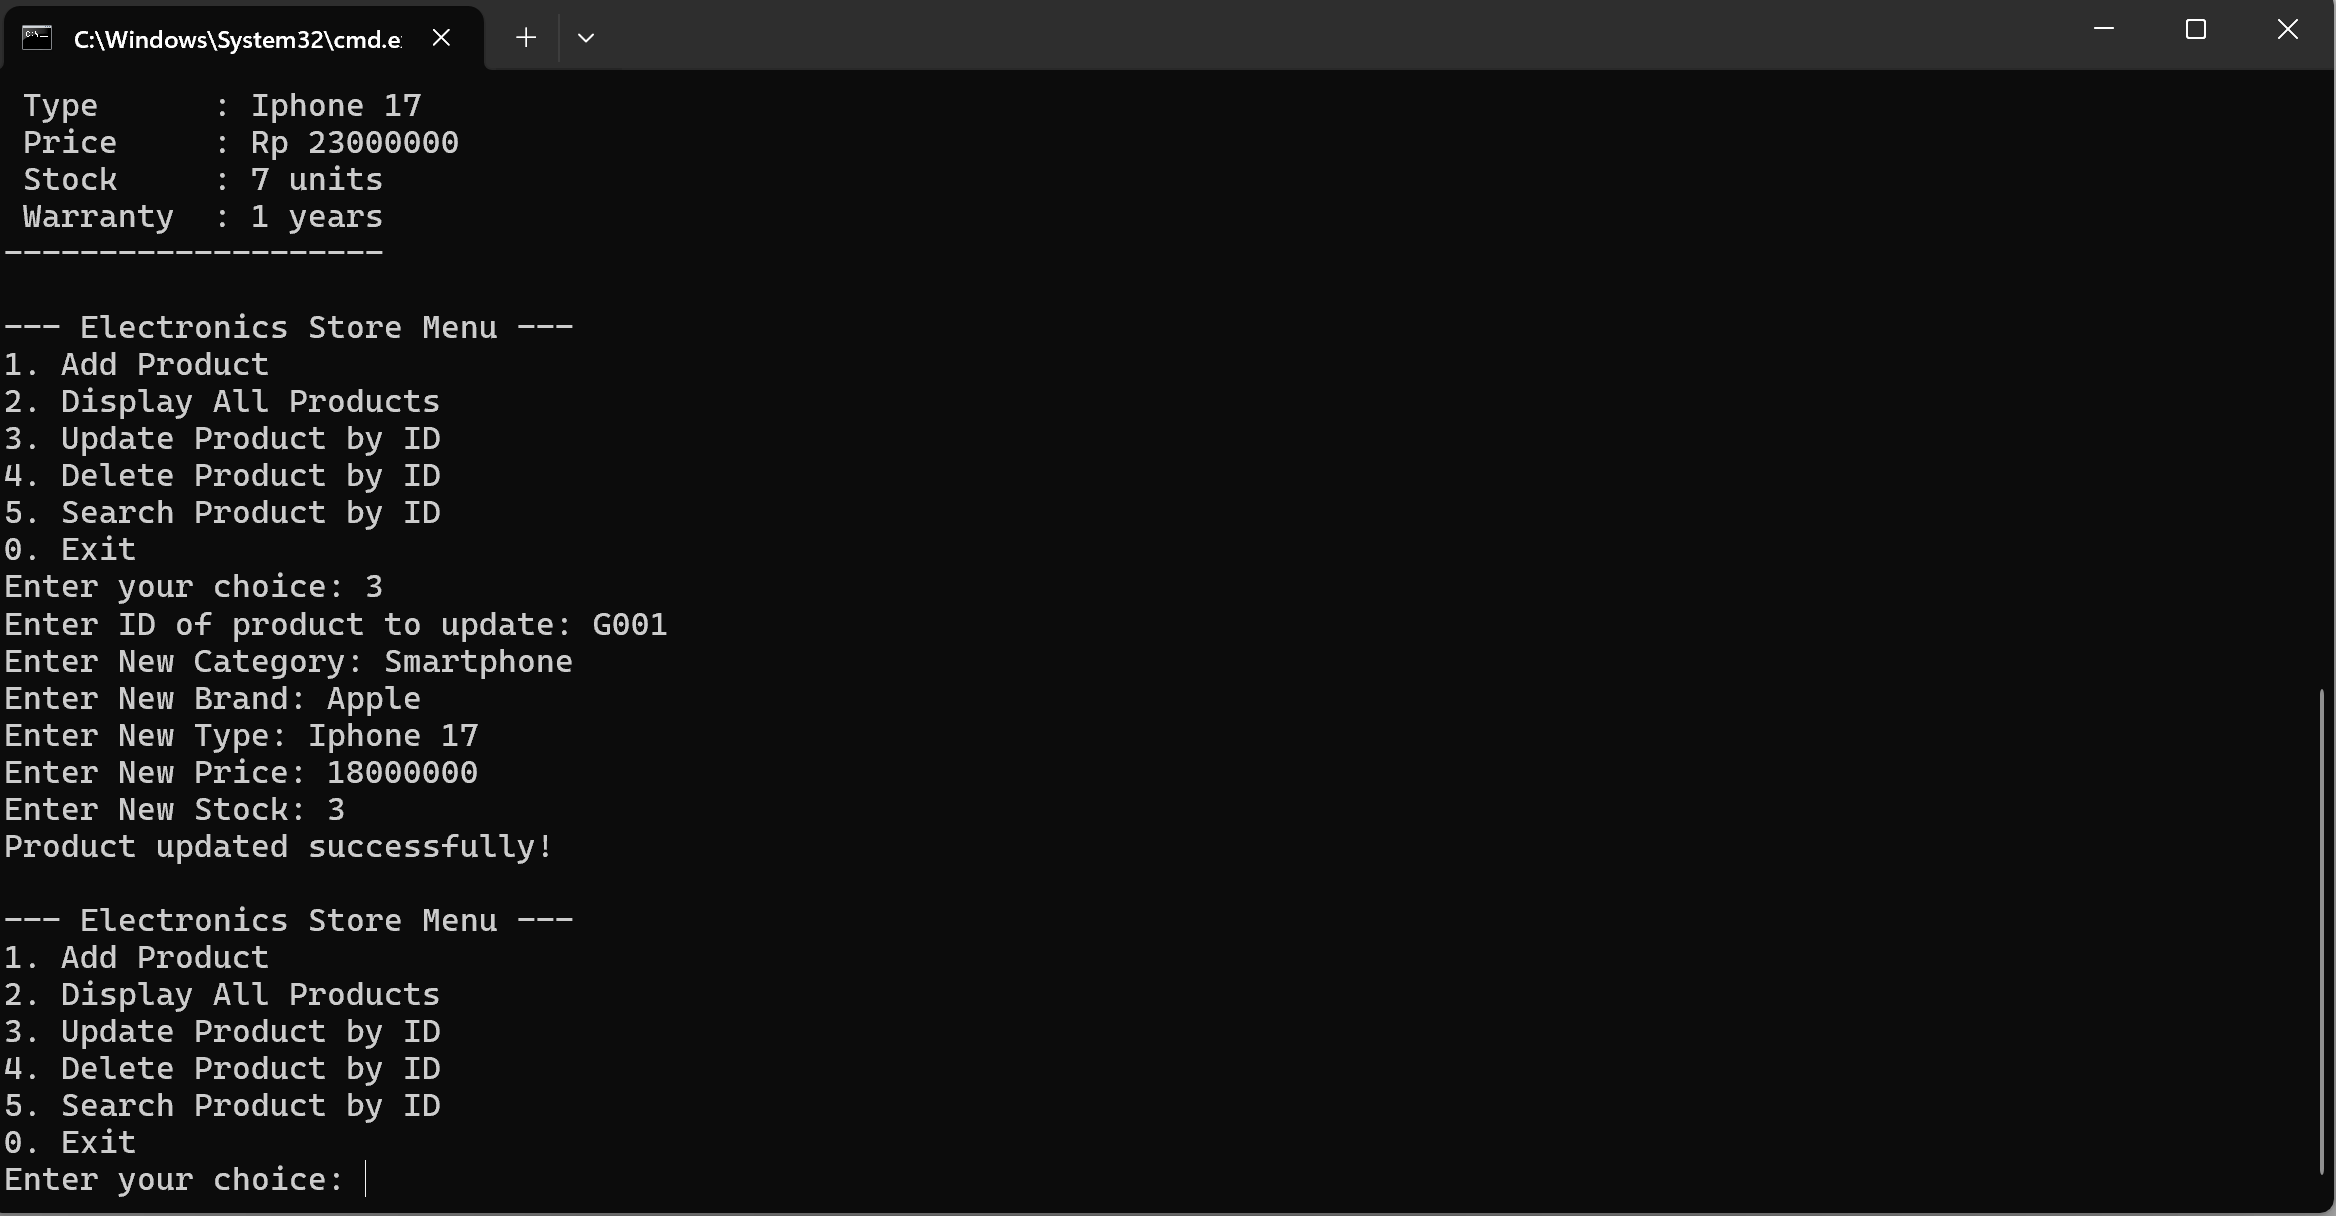 C:\Windows\System32\cmd.e
Type      : Iphone 17
Price     : Rp 23000000
Stock     : 7 units
Warranty  : 1 years
--------------------
--- Electronics Store Menu ---
1. Add Product
2. Display All Products
3. Update Product by ID
4. Delete Product by ID
5. Search Product by ID
0. Exit
Enter your choice: 3
Enter ID of product to update: G001
Enter New Category: Smartphone
Enter New Brand: Apple
Enter New Type: Iphone 17
Enter New Price: 18000000
Enter New Stock: 3
Product updated successfully!
--- Electronics Store Menu ---
1. Add Product
2. Display All Products
3. Update Product by ID
4. Delete Product by ID
5. Search Product by ID
0. Exit
Enter your choice: